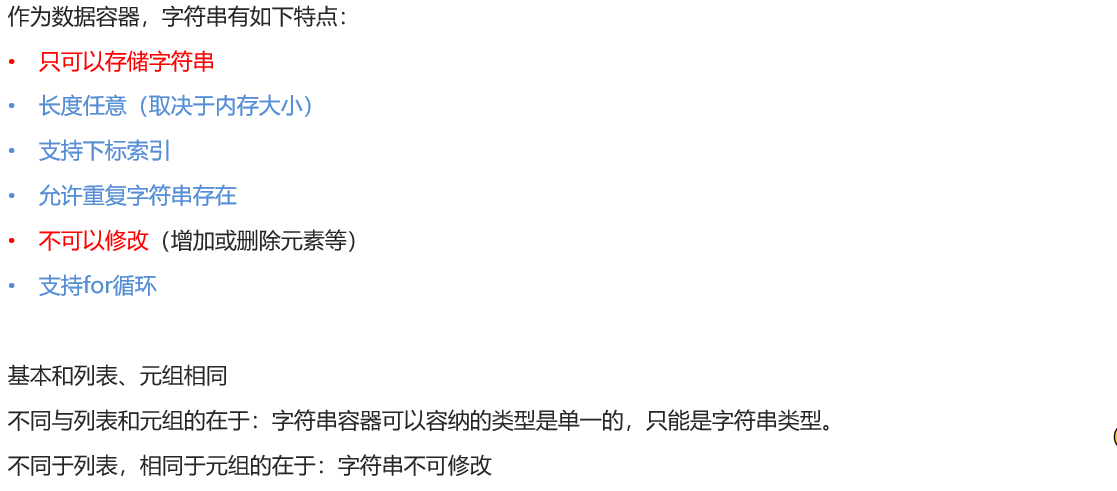 作为数据容器，字符串有如下特点：
• 只可以存储字符串
• 长度任意（取决于内存大小）
• 支持下标索引
• 允许重复字符串存在
• 不可以修改（增加或删除元素等）
• 支持for循环
基本和列表、元组相同
不同与列表和元组的在于：字符串容器可以容纳的类型是单一的，只能是字符串类型。
不同于列表，相同于元组的在于：字符串不可修改